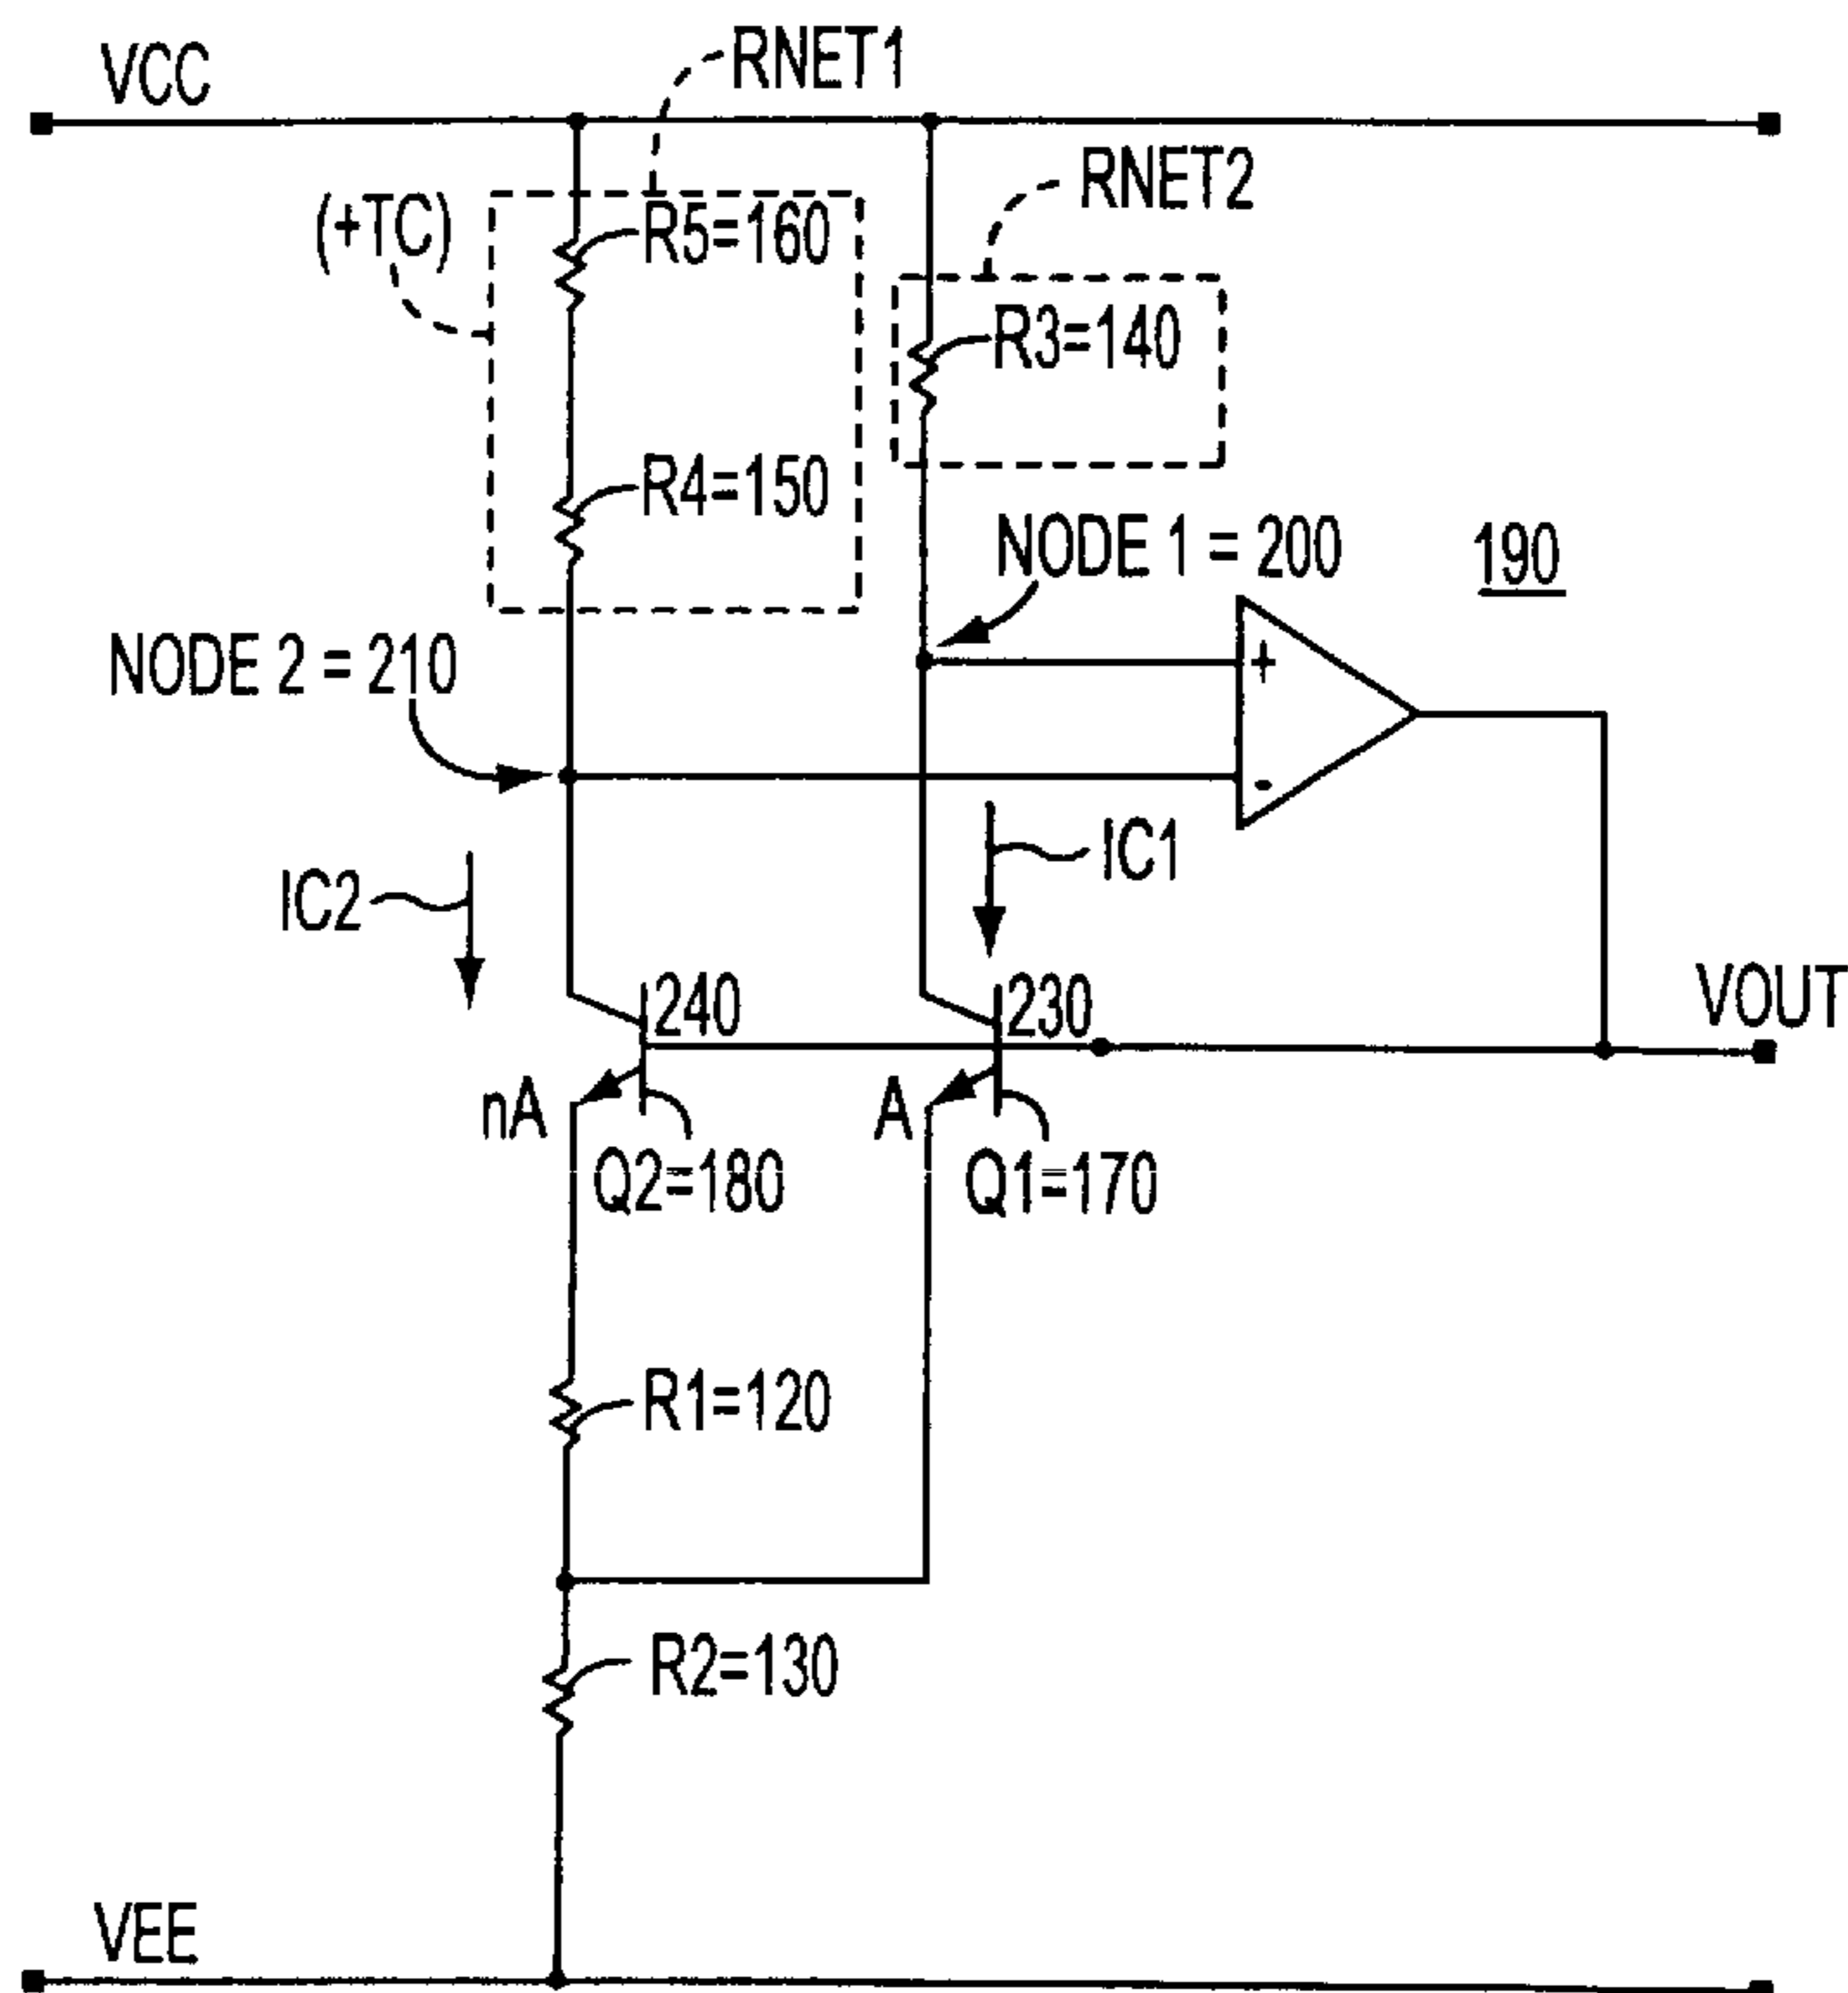 VCC
RNET1
RNET2
(+TC)
R5=160
R3=140
R4=150
NODE 1 = 200
190
NODE 2 = 210
+
-
IC1
IC2
240
230
VOUT
nA
A
Q2=180
Q1=170
R1=120
R2=130
VEE